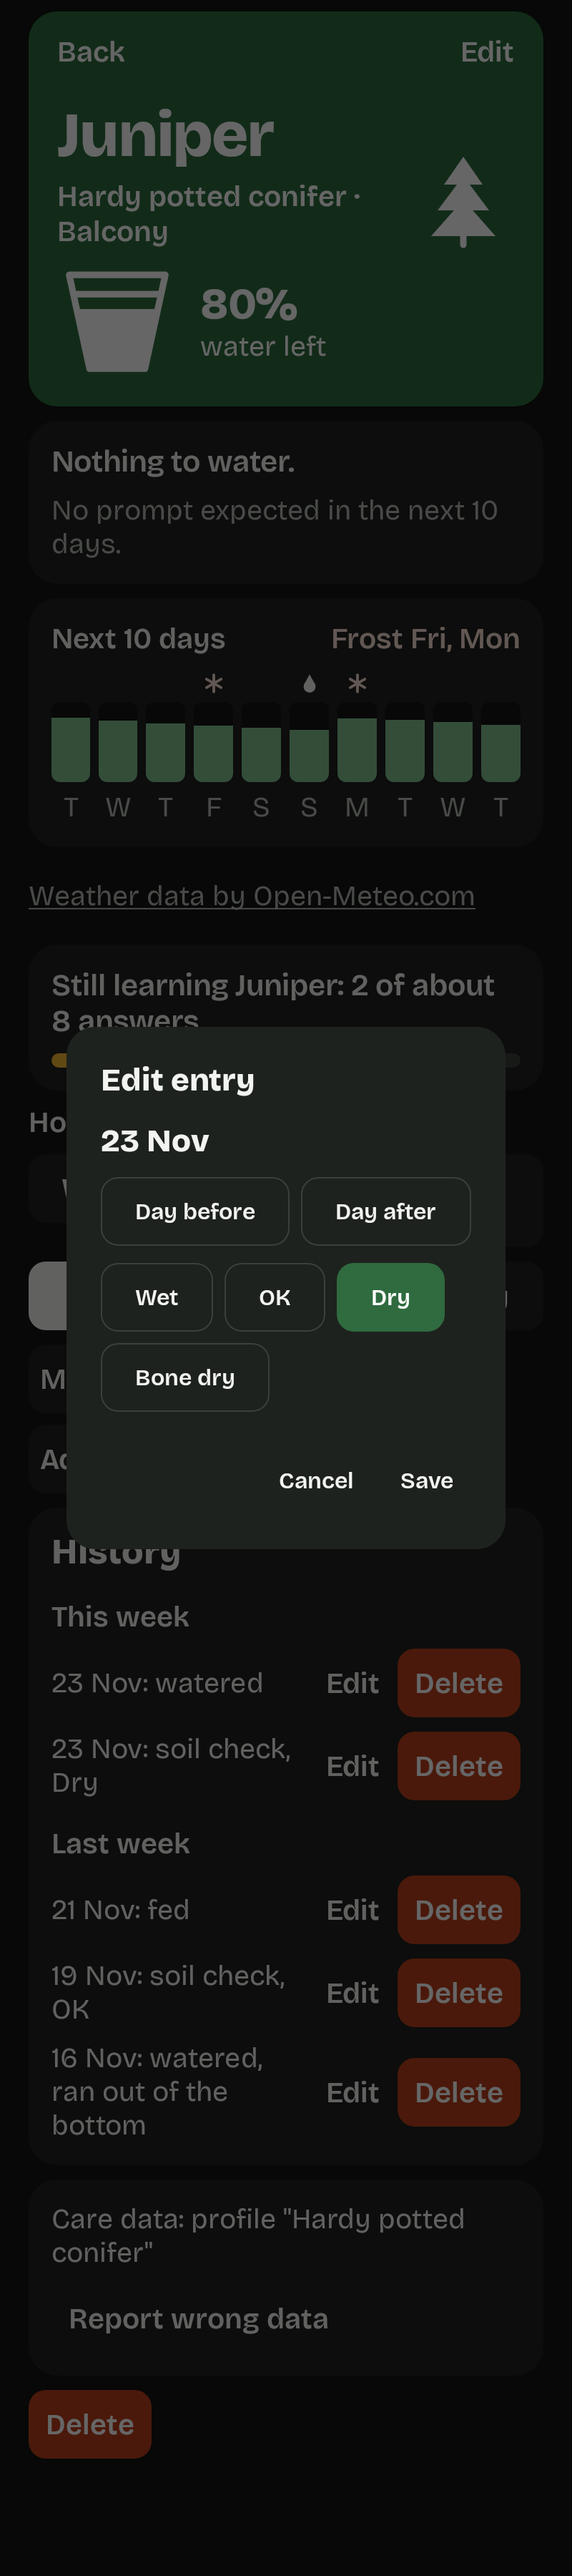 Back
Edit
Juniper
Hardy potted conifer ·
Balcony
80%
water left
Nothing to water.
No prompt expected in the next 10
days.
Next 10 days
Frost Fri, Mon
T W T F S S M T W T
Weather data by Open-Meteo.com
Still learning Juniper: 2 of about
8 answers
Edit entry
23 Nov
Day before
Day after
Wet
OK
Dry
Bone dry
Cancel
Save
History
This week
23 Nov: watered
Edit
Delete
23 Nov: soil check,
Dry
Edit
Delete
Last week
21 Nov: fed
Edit
Delete
19 Nov: soil check,
OK
Edit
Delete
16 Nov: watered,
ran out of the
bottom
Edit
Delete
Care data: profile "Hardy potted
conifer"
Report wrong data
Delete